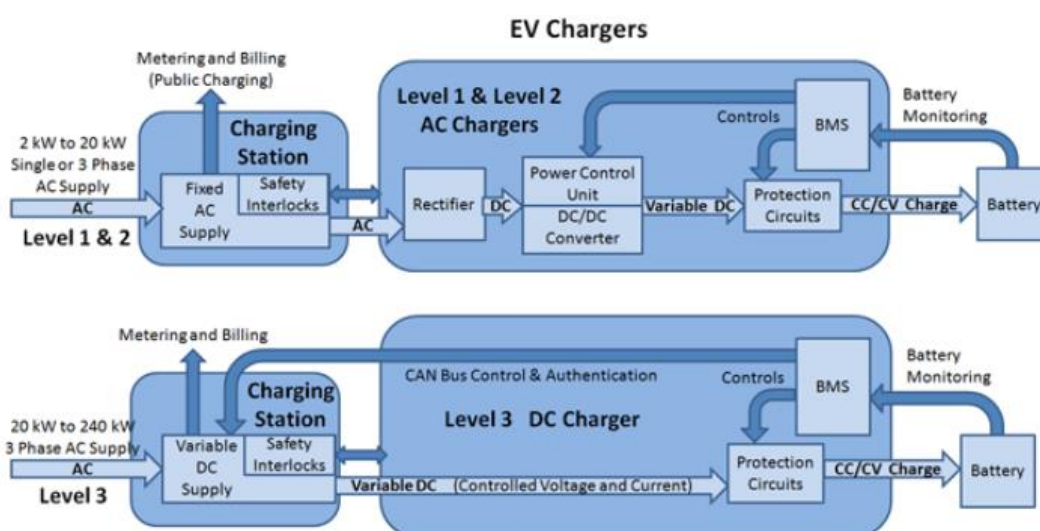 EV Chargers
Metering and Billing
(Public Charging)
2 kW to 20 kW
Single or 3 Phase
AC Supply
AC
Level 1 & 2
Charging
Station
Fixed
AC
Supply
Safety
Interlocks
AC
Level 1 & Level 2
AC Chargers
Rectifier
DC
Power Control
Unit
DC/DC
Converter
Variable DC
Controls
BMS
Protection
Circuits
Battery
Monitoring
CC/CV Charge
Battery
Metering and Billing
20 kW to 240 kW
3 Phase AC Supply
AC
Level 3
Charging
Station
Variable
DC
Supply
Safety
Interlocks
CAN Bus Control & Authentication
Level 3 DC Charger
Variable DC (Controlled Voltage and Current)
Controls
BMS
Protection
Circuits
Battery
Monitoring
CC/CV Charge
Battery